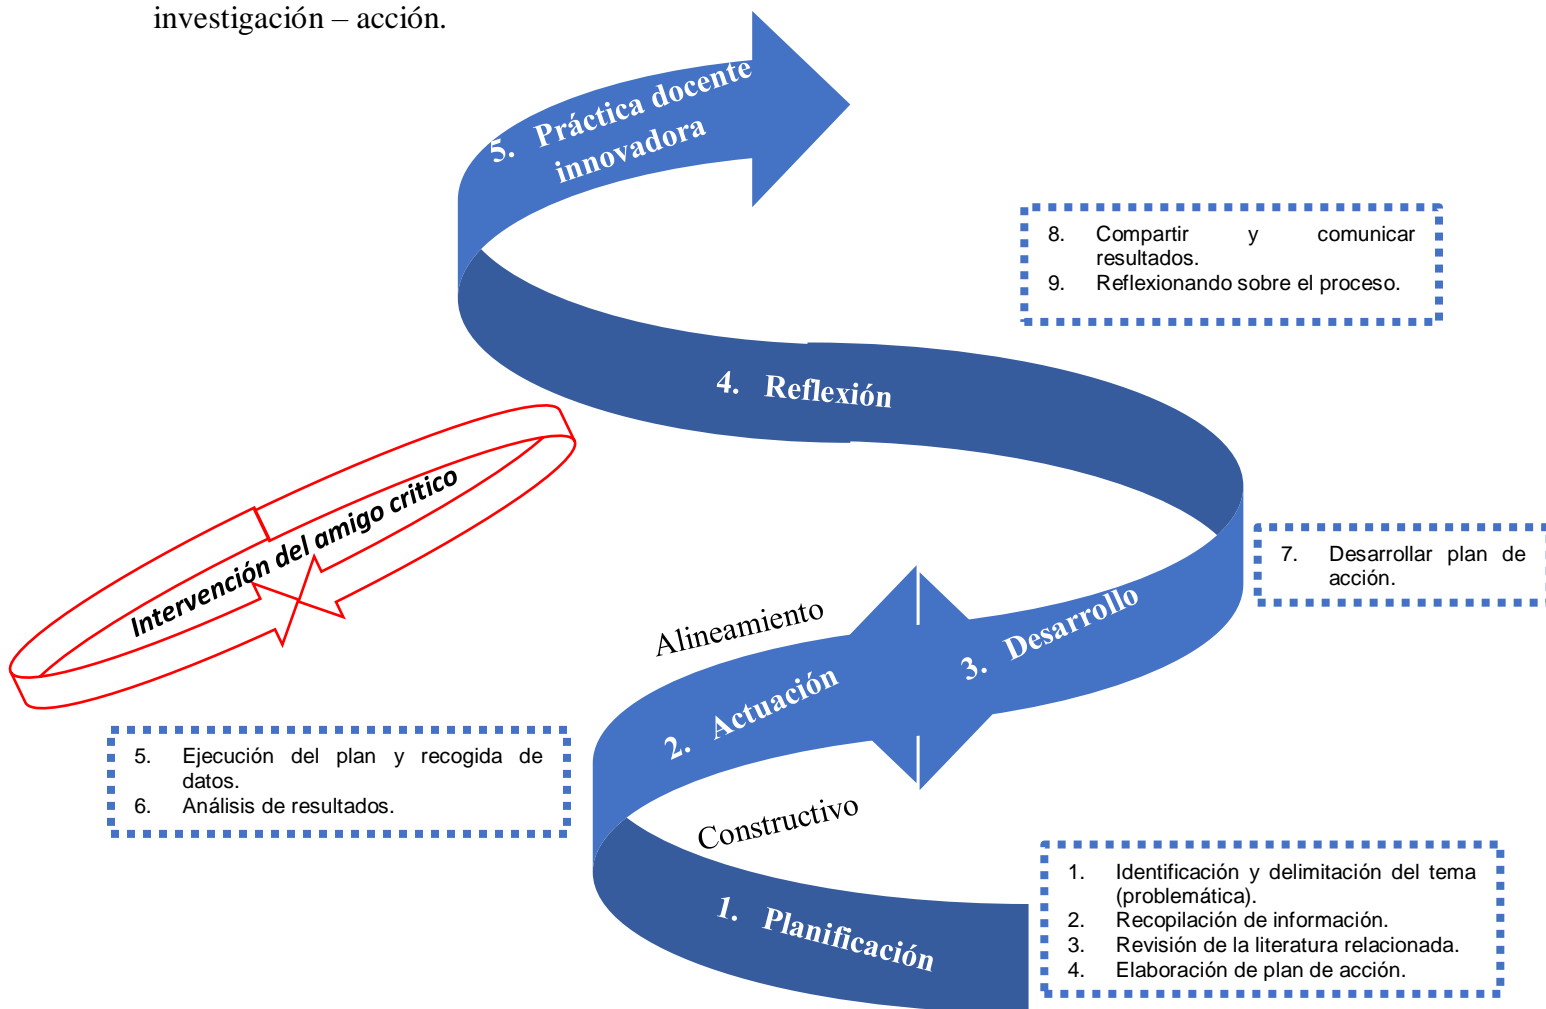 investigación – acción.
5. Práctica docente
innovadora
8. Compartir y comunicar
resultados.
9. Reflexionando sobre el proceso.
4. Reflexión
Intervención del amigo critico
7. Desarrollar plan de
acción.
Alineamiento
3. Desarrollo
2. Actuación
5. Ejecución del plan y recogida de
datos.
6. Análisis de resultados.
Constructivo
1. Identificación y delimitación del tema
(problemática).
2. Recopilación de información.
3. Revisión de la literatura relacionada.
4. Elaboración de plan de acción.
1. Planificación